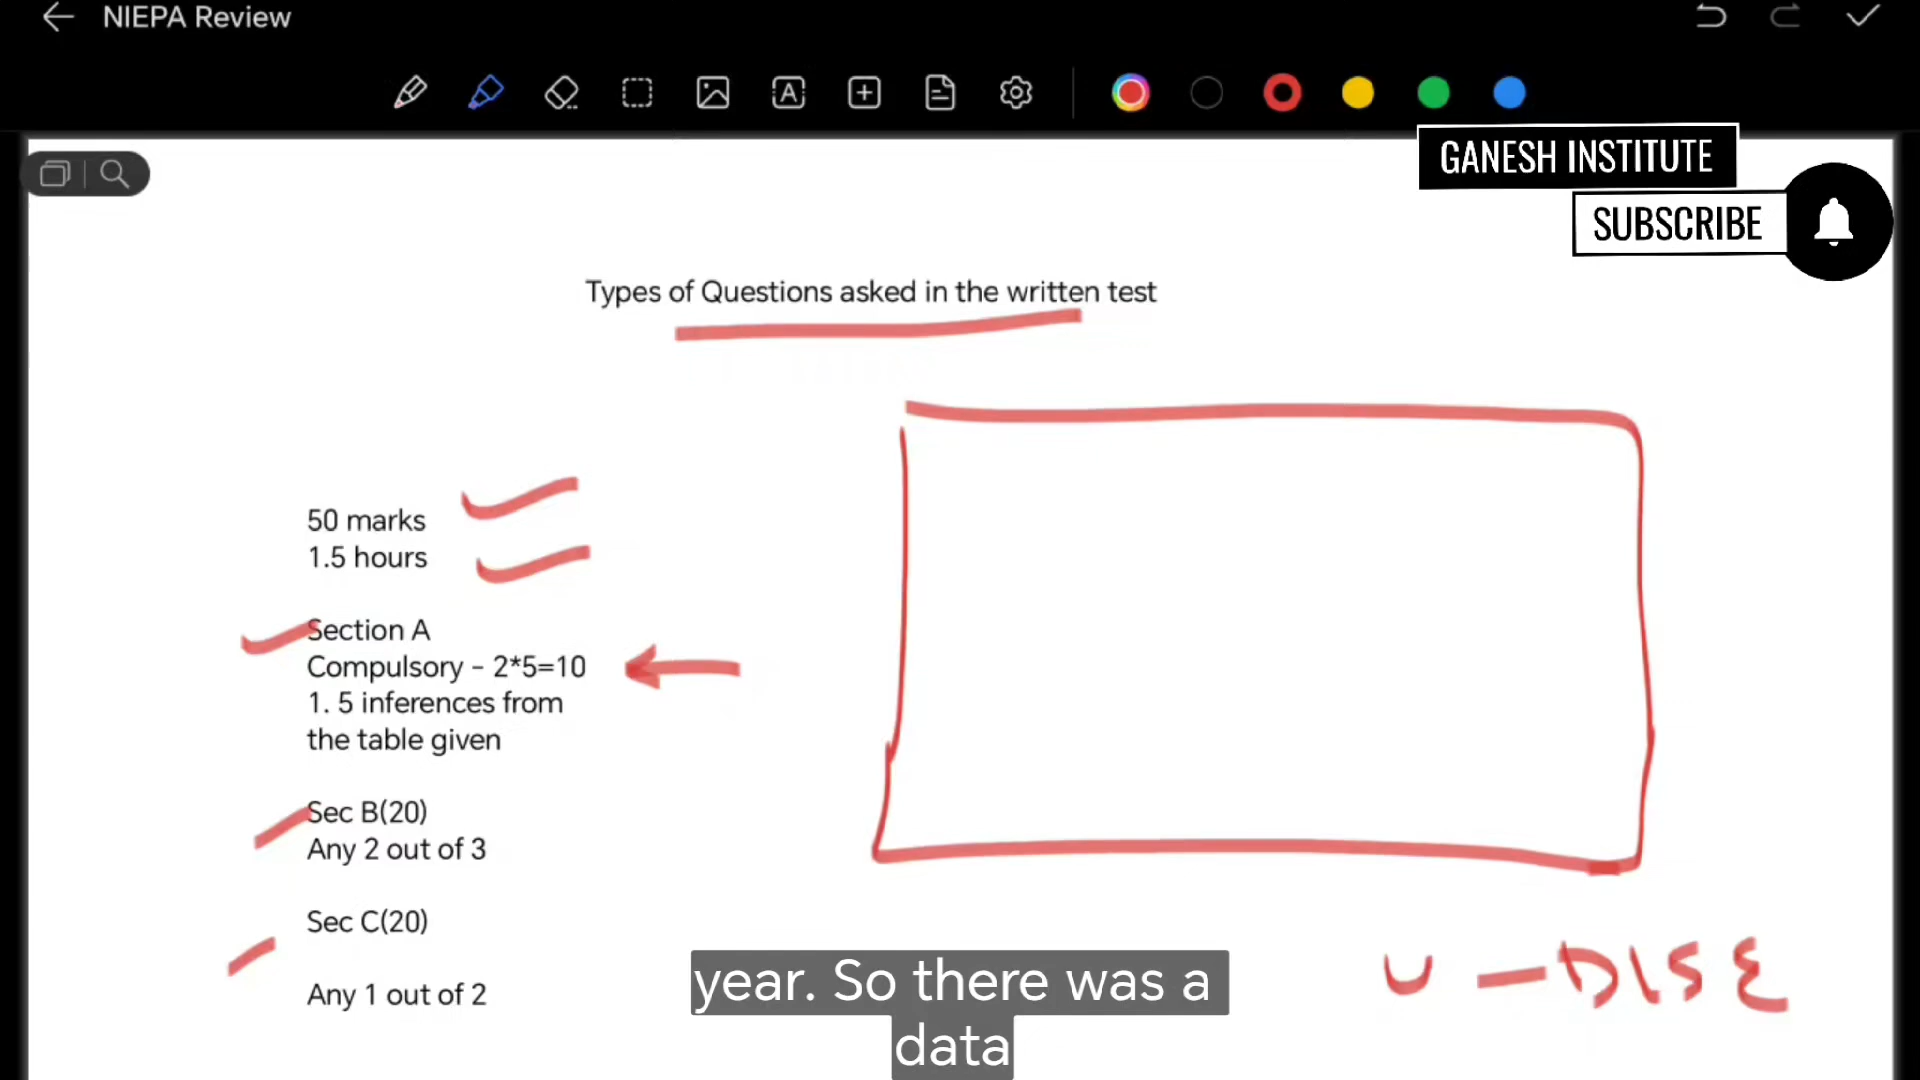 NIEPA Review
A
GANESH INSTITUTE
SUBSCRIBE
Types of Questions asked in the written test
50 marks
1.5 hours
Section A
Compulsory - 2*5=10
1. 5 inferences from
the table given
Sec B(20)
Any 2 out of 3
Sec C(20)
Any 1 out of 2
U - DISE
year. So there was a
data